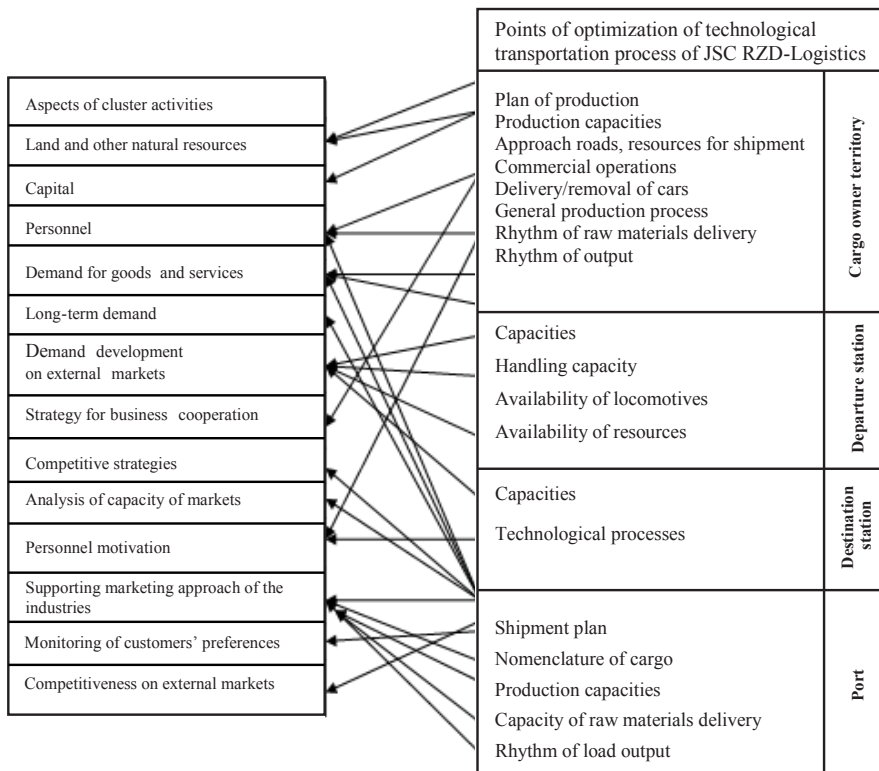 Points of optimization of technological
transportation process of JSC RZD-Logistics
Aspects of cluster activities
Land and other natural resources
Capital
Personnel
Demand for goods and services
Long-term demand
Demand development
on external markets
Strategy for business cooperation
Competitive strategies
Analysis of capacity of markets
Personnel motivation
Supporting marketing approach of the
industries
Monitoring of customers' preferences
Competitiveness on external markets
Plan of production
Production capacities
Approach roads, resources for shipment
Commercial operations
Delivery/removal of cars
General production process
Rhythm of raw materials delivery
Rhythm of output
Cargo owner territory
Capacities
Handling capacity
Availability of locomotives
Availability of resources
Departure station
Capacities
Technological processes
Destination
station
Shipment plan
Nomenclature of cargo
Production capacities
Capacity of raw materials delivery
Rhythm of load output
Port